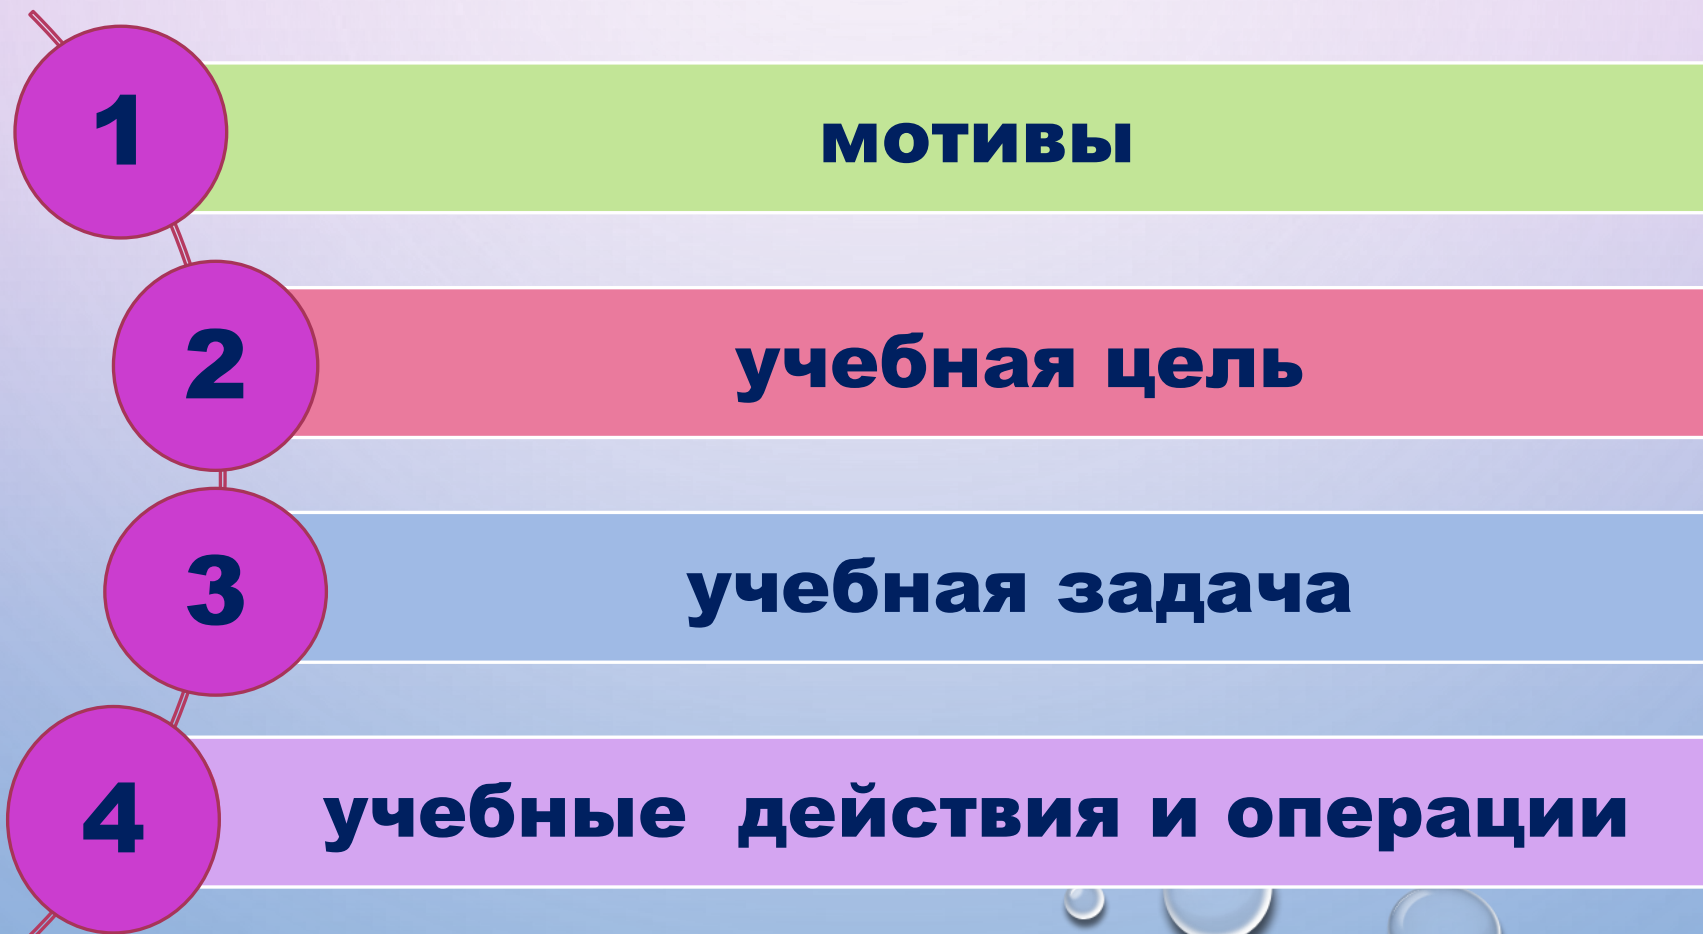 1
мотивы
2
учебная цель
3
учебная задача
4
учебные действия и операции